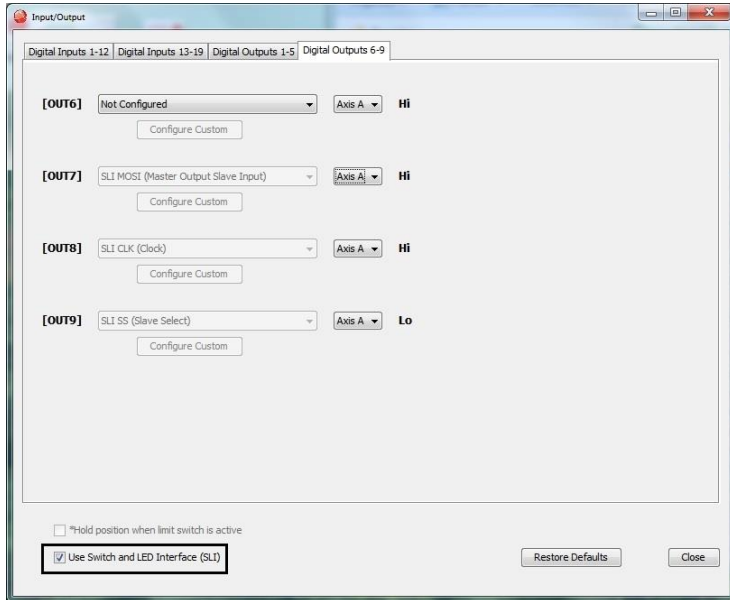 Input/Output
Digital Inputs 1-12 Digital Inputs 13-19 Digital Outputs 1-5 Digital Outputs 6-9
[OUT6] Not Configured Axis A Hi
Configure Custom
[OUT7] SLI MOSI (Master Output Slave Input) Axis A Hi
Configure Custom
[OUT8] SLI CLK (Clock) Axis A Hi
Configure Custom
[OUT9] SLI SS (Slave Select) Axis A Lo
Configure Custom
*Hold position when limit switch is active
Use Switch and LED Interface (SLI) Restore Defaults Close